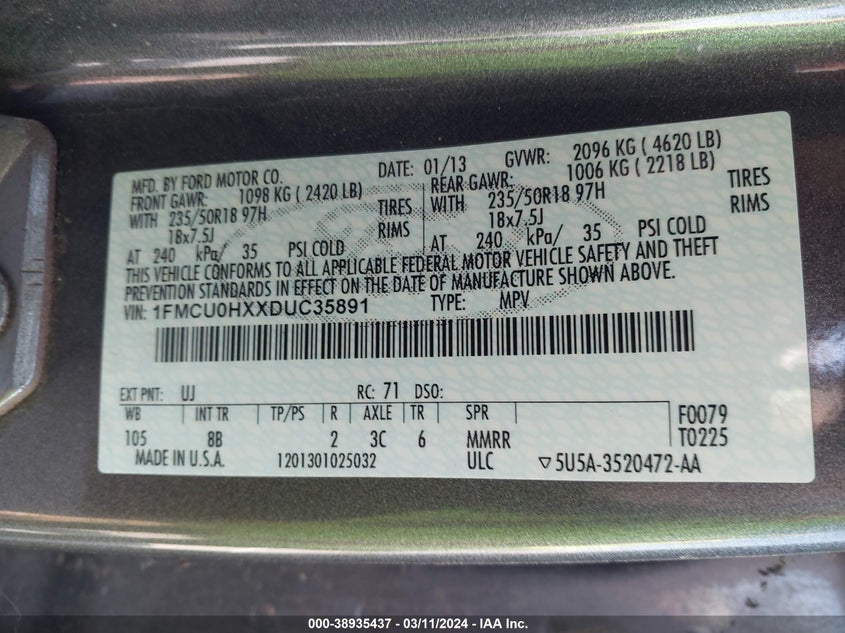 MFD. BY FORD MOTOR CO. DATE: 01/13 GVWR: 2096 KG ( 4620 LB)
FRONT GAWR: 1098 KG ( 2420 LB) REAR GAWR: 1006 KG ( 2218 LB)
WITH 235/50R18 97H TIRES WITH 235/50R18 97H TIRES
18x7.5J RIMS 18x7.5J RIMS
AT 240 kPa/ 35 PSI COLD AT 240 kPa/ 35 PSI COLD
THIS VEHICLE CONFORMS TO ALL APPLICABLE FEDERAL MOTOR VEHICLE SAFETY AND THEFT
PREVENTION STANDARDS IN EFFECT ON THE DATE OF MANUFACTURE SHOWN ABOVE.
VIN: 1FMCU0HXXDUC35891 TYPE: MPV
EXT PNT: UJ RC: 71 DSO:
WB INT TR TP/PS R AXLE TR SPR F0079
105 8B 2 3C 6 MMRR T0225
MADE IN U.S.A. 1201301025032 ULC ▽5U5A-3520472-AA
000-38935437 - 03/11/2024 - IAA Inc.